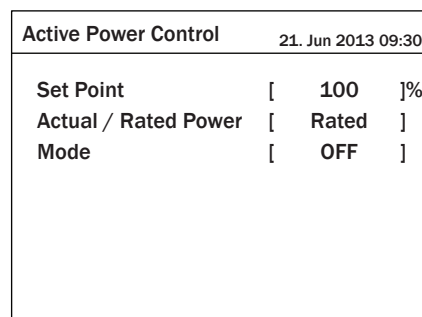 Active Power Control 21. Jun 2013 09:30
Set Point [ 100 ]%
Actual / Rated Power [ Rated ]
Mode [ OFF ]